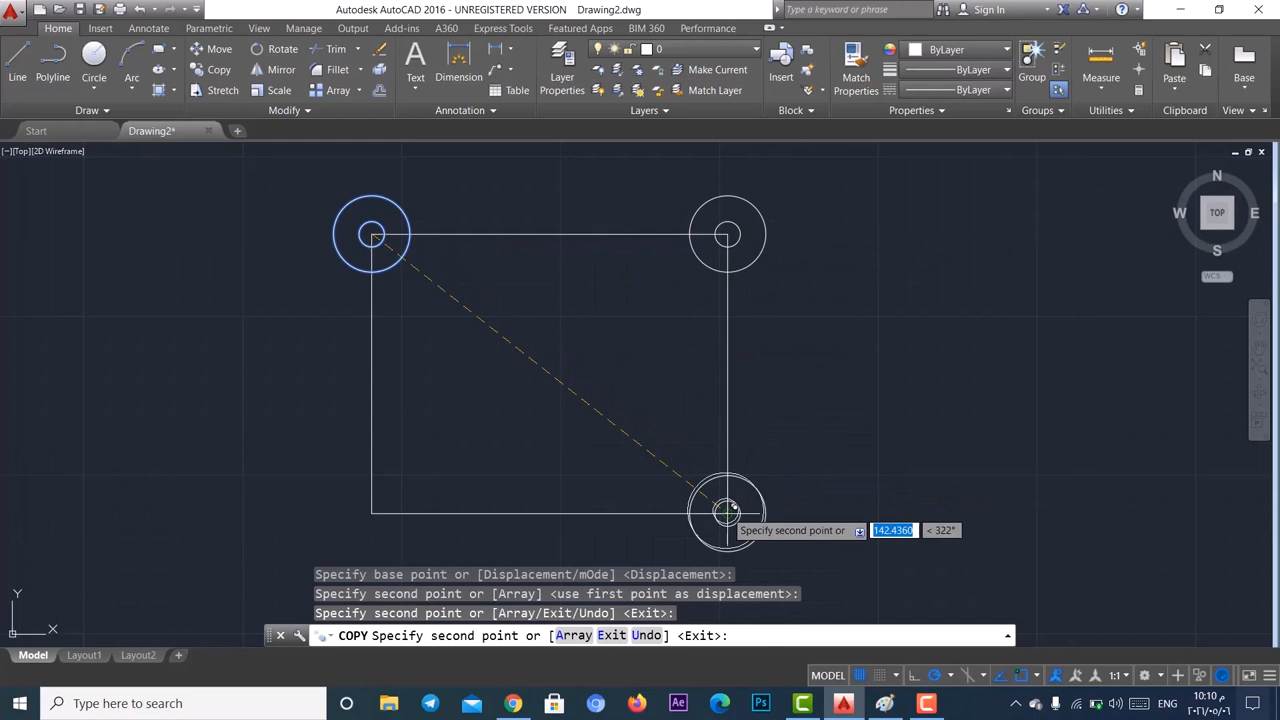 Autodesk AutoCAD 2016 - UNREGISTERED VERSION Drawing2.dwg
Type a keyword or phrase
Sign In
Home Insert Annotate Parametric View Manage Output Add-ins A360 Express Tools Featured Apps BIM 360 Performance
Line Polyline Circle Arc
Move Rotate Trim
Copy Mirror Fillet
Stretch Scale Array
Text Dimension
Table
Layer Properties
0
Make Current
Match Layer
Insert
Match Properties
ByLayer
ByLayer
ByLayer
Group
Measure
Paste
Base
Draw Modify Annotation Layers Block Properties Groups Utilities Clipboard View
Start Drawing2*
[−][Top][2D Wireframe]
N
W TOP E
S
WCS
Specify second point or 142.4360 < 322°
Specify base point or [Displacement/mOde] <Displacement>:
Specify second point or [Array] <use first point as displacement>:
Specify second point or [Array/Exit/Undo] <Exit>:
COPY Specify second point or [Array Exit Undo] <Exit>:
Y
X
Model Layout1 Layout2
MODEL 1:1
Type here to search
Ae
Ps
ENG